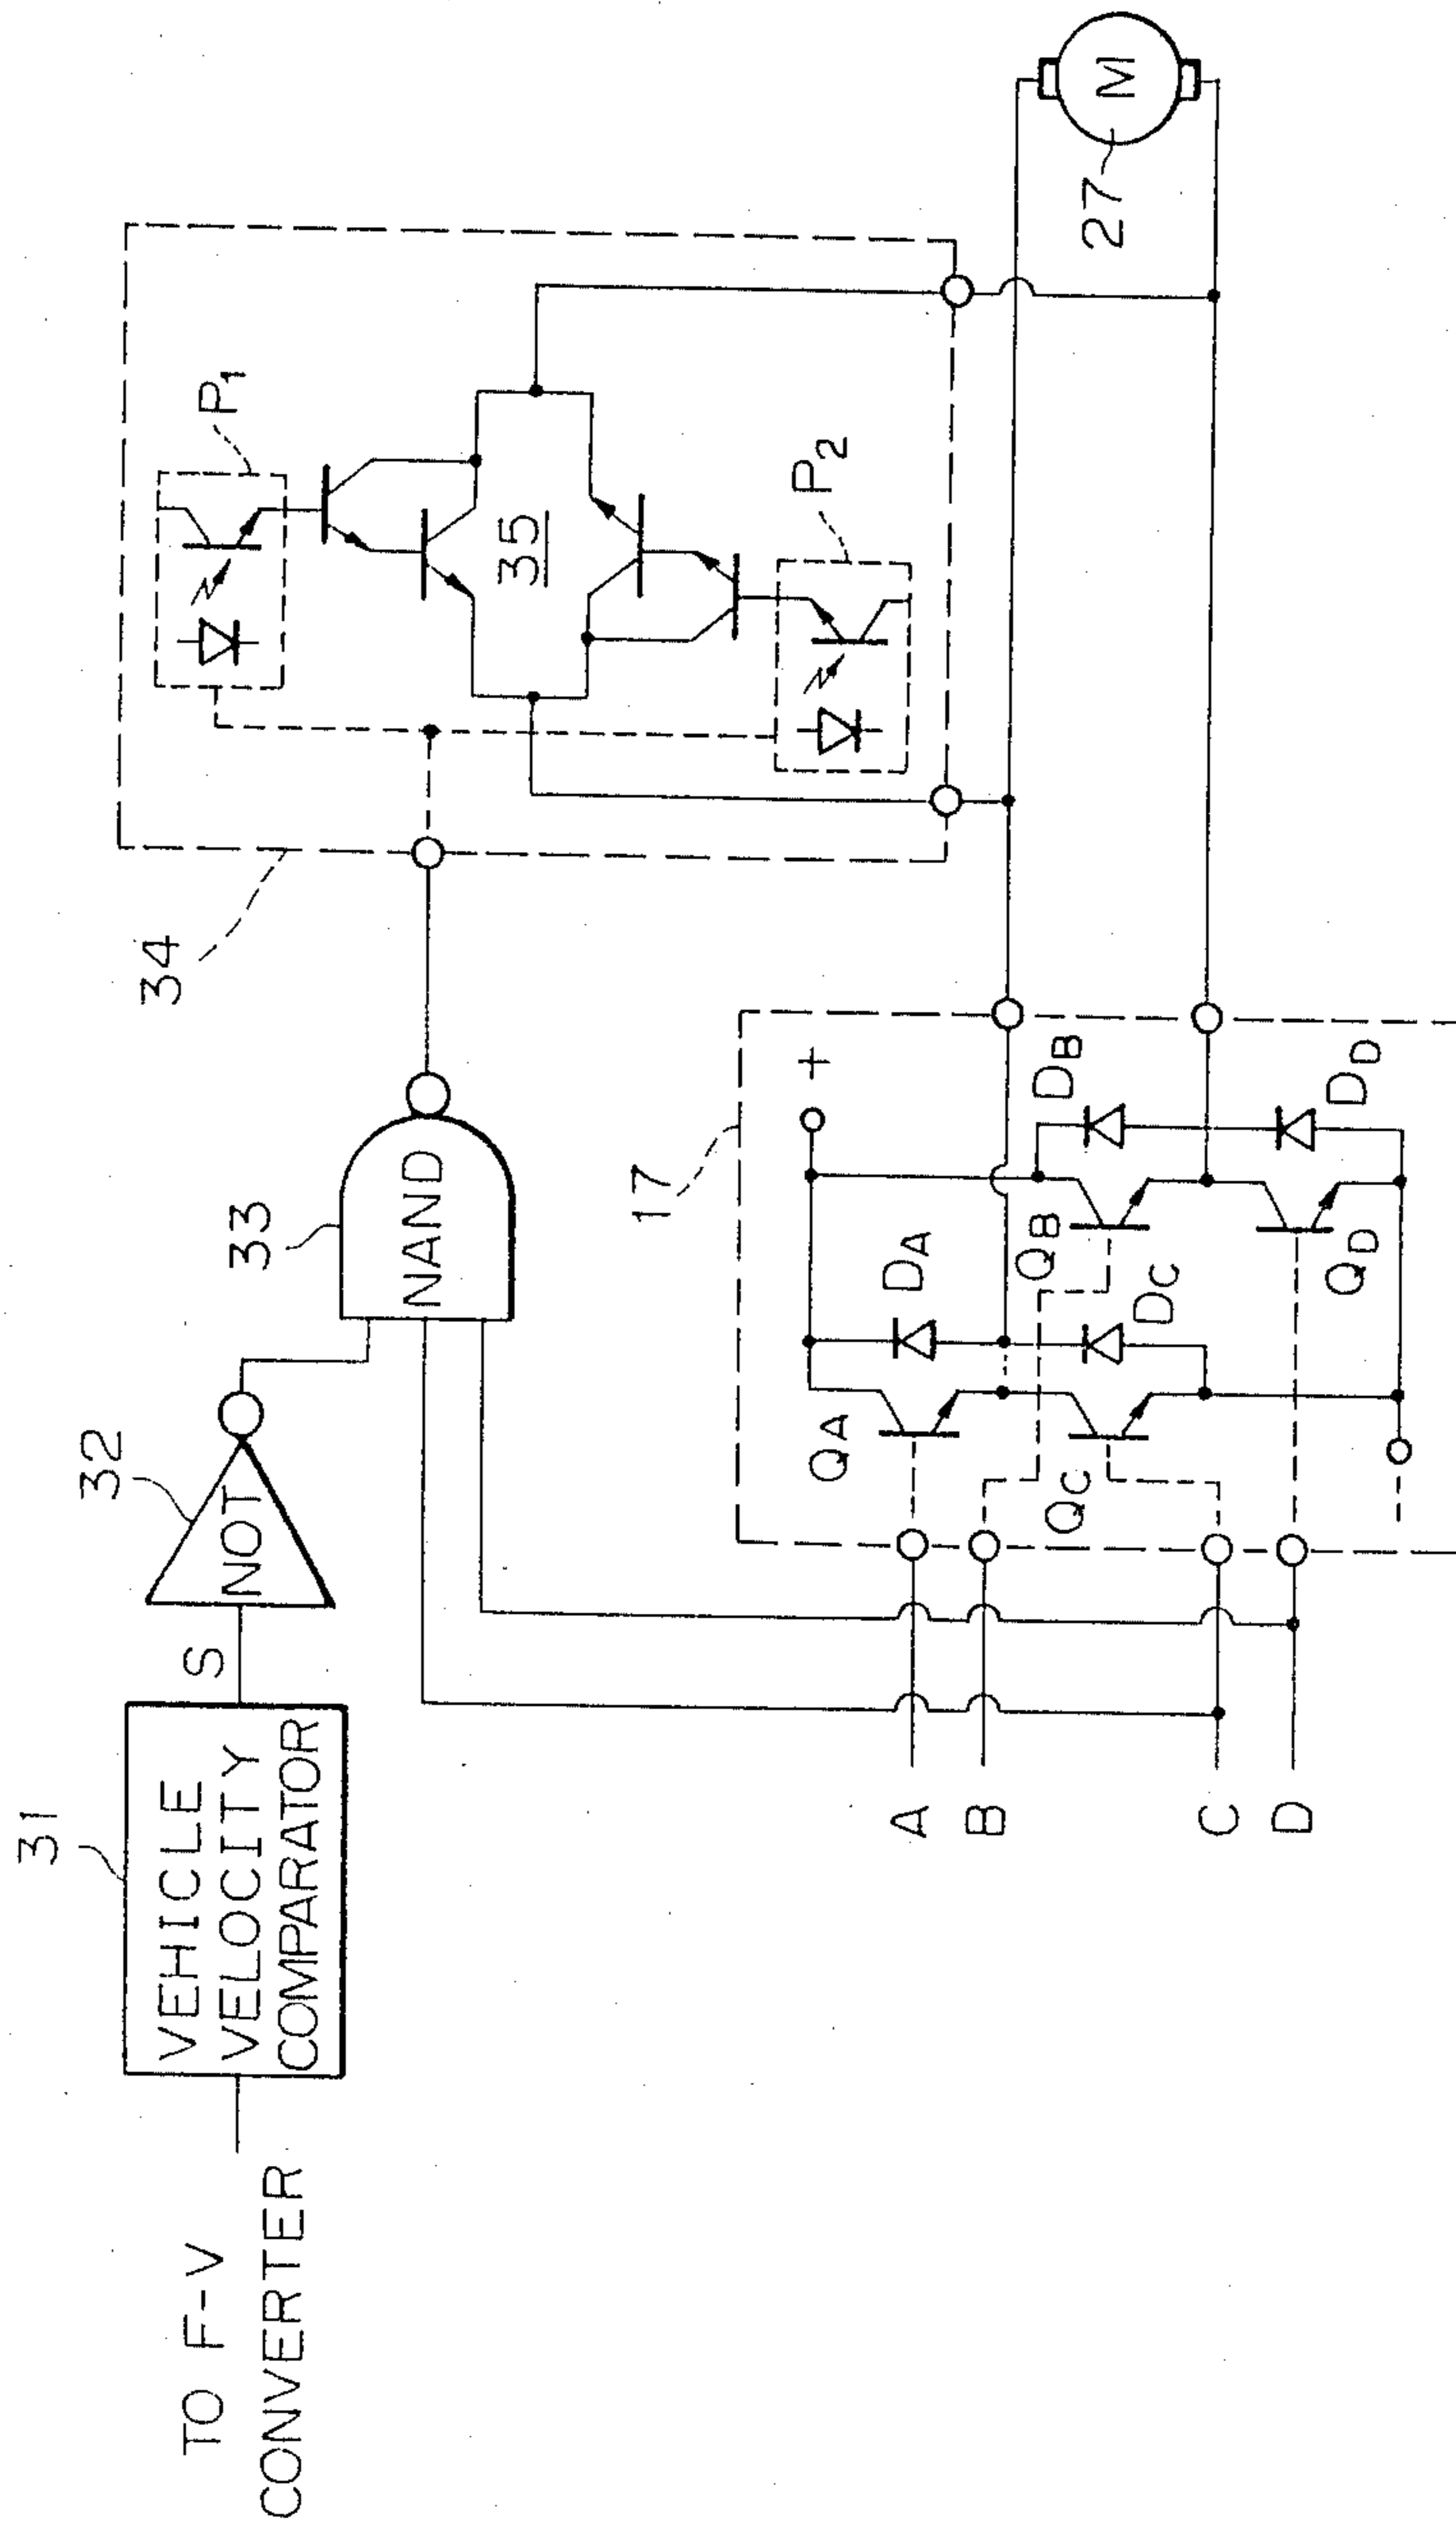 TO F-V
CONVERTER
31
VEHICLE
VELOCITY
COMPARATOR
S
32
NOT
33
NAND
34
P1
35
P2
A
B
C
D
17
+
QA
DA
QB
DB
QC
DC
QD
DD
27
M